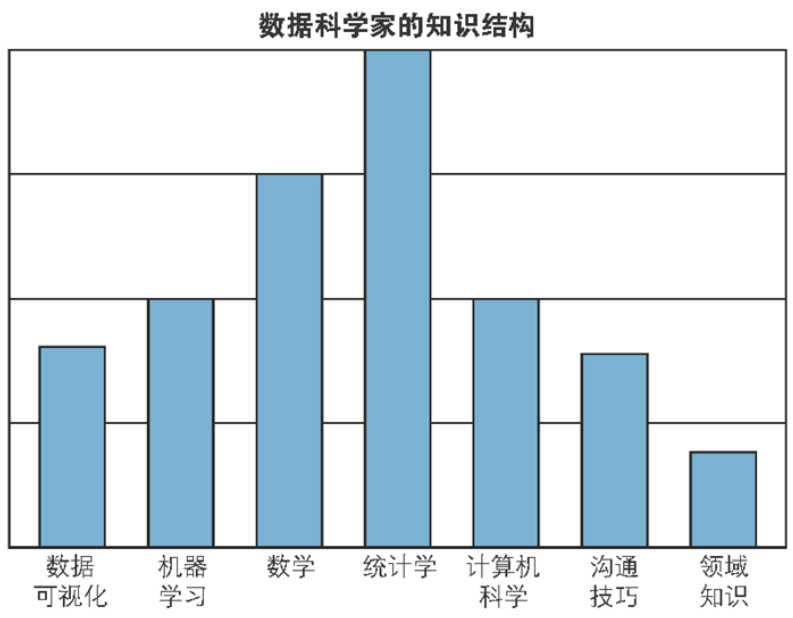 数据科学家的知识结构
数据
可视化
机器
学习
数学
统计学
计算机
科学
沟通
技巧
领域
知识